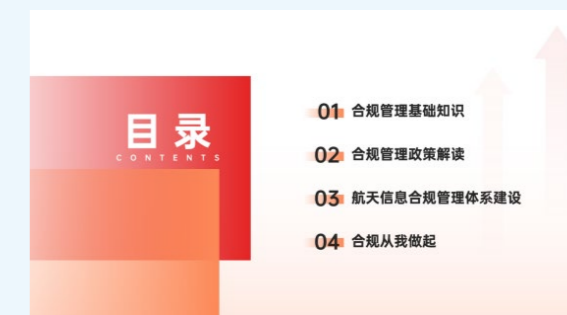 目录
CONTENTS
01 合规管理基础知识
02 合规管理政策解读
03 航天信息合规管理体系建设
04 合规从我做起